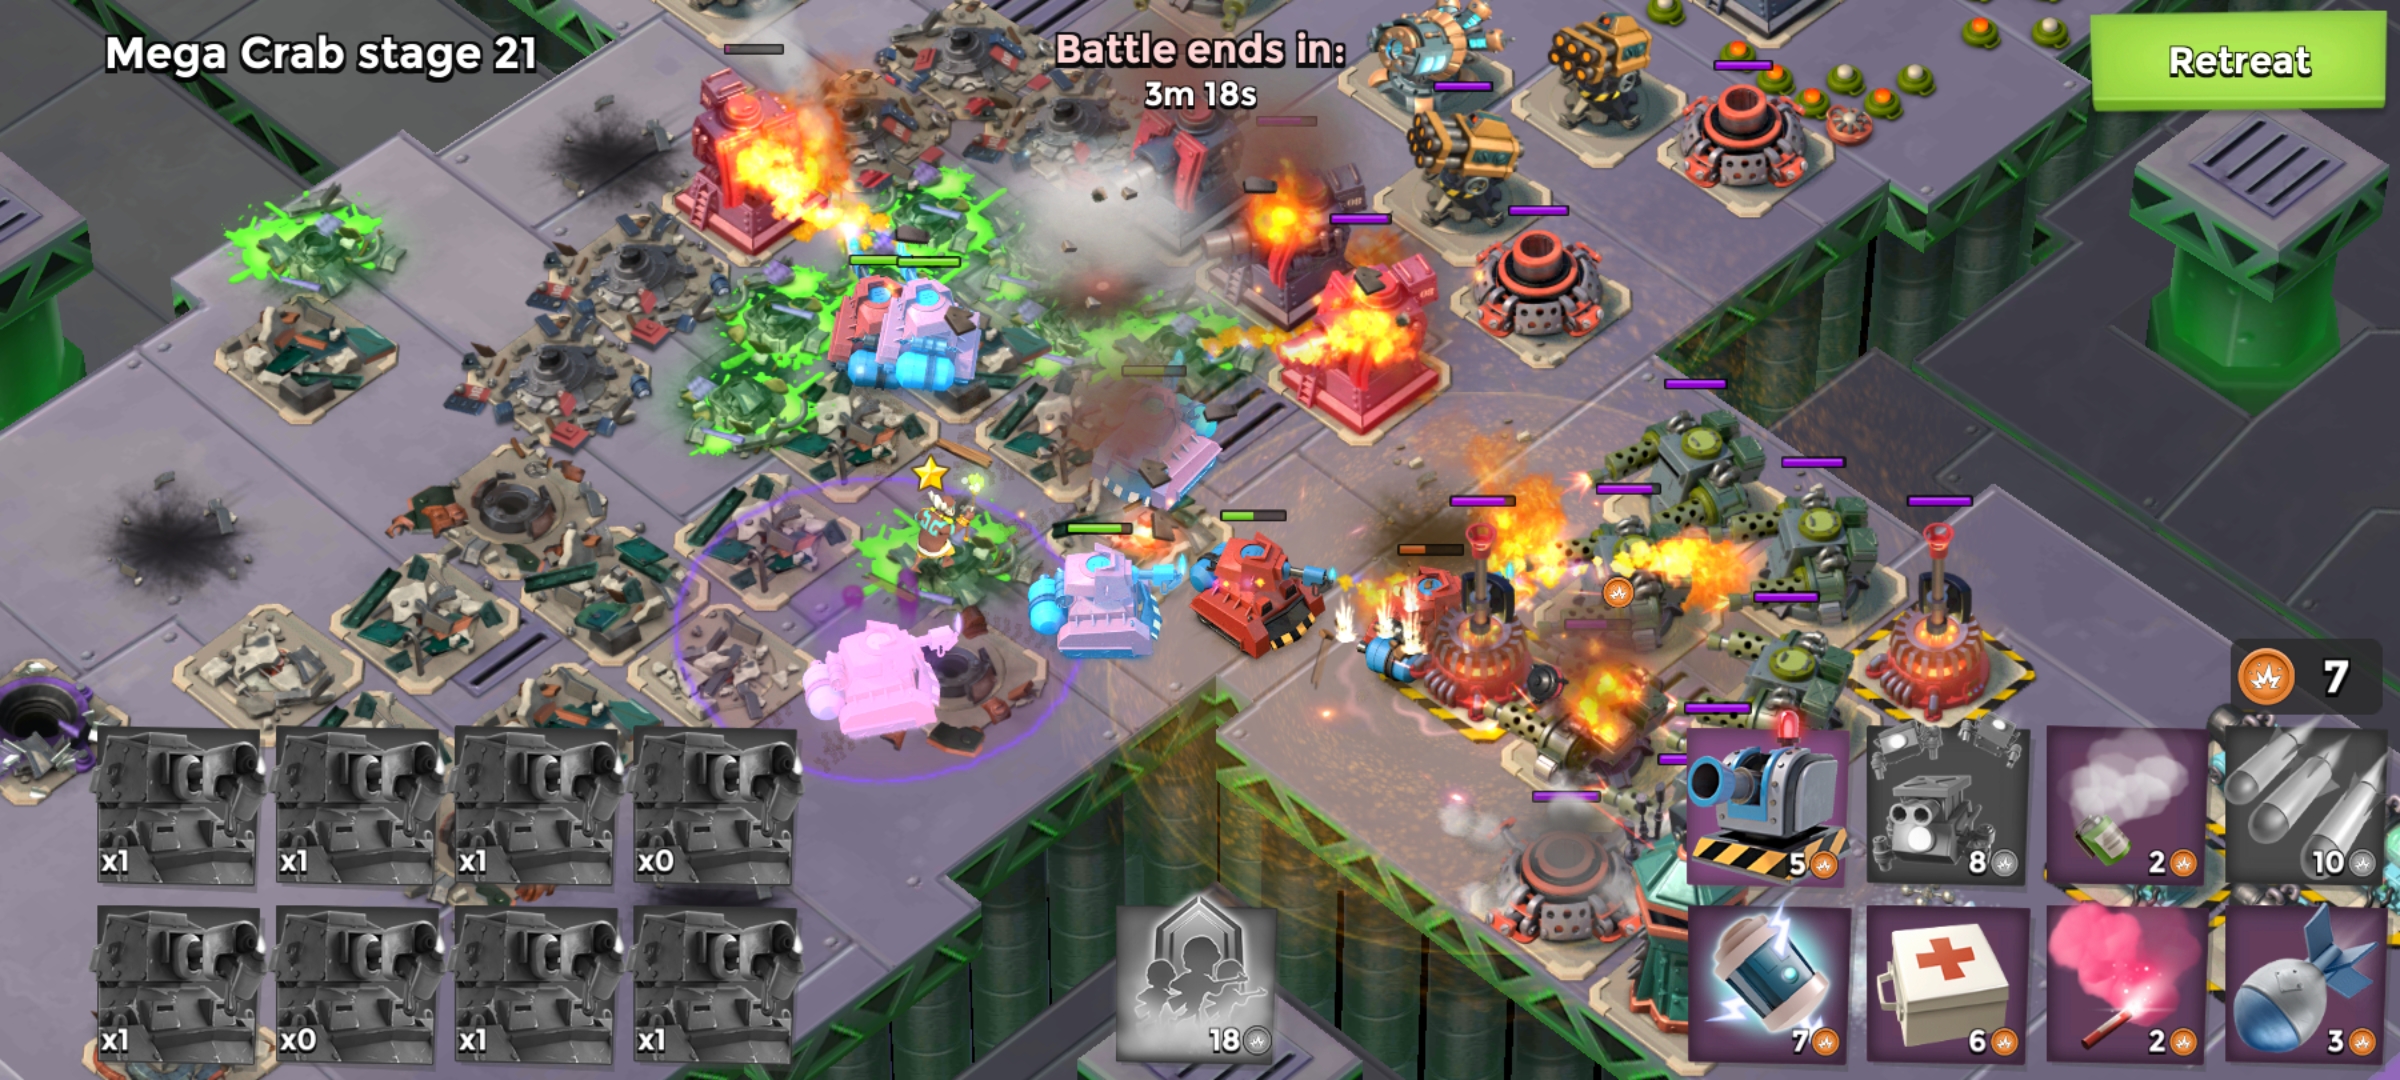 Mega Crab stage 21
Battle ends in:
3m 18s
Retreat
7
x1
x1
x1
x0
5
8
2
10
x1
x0
x1
x1
18
7
6
2
3